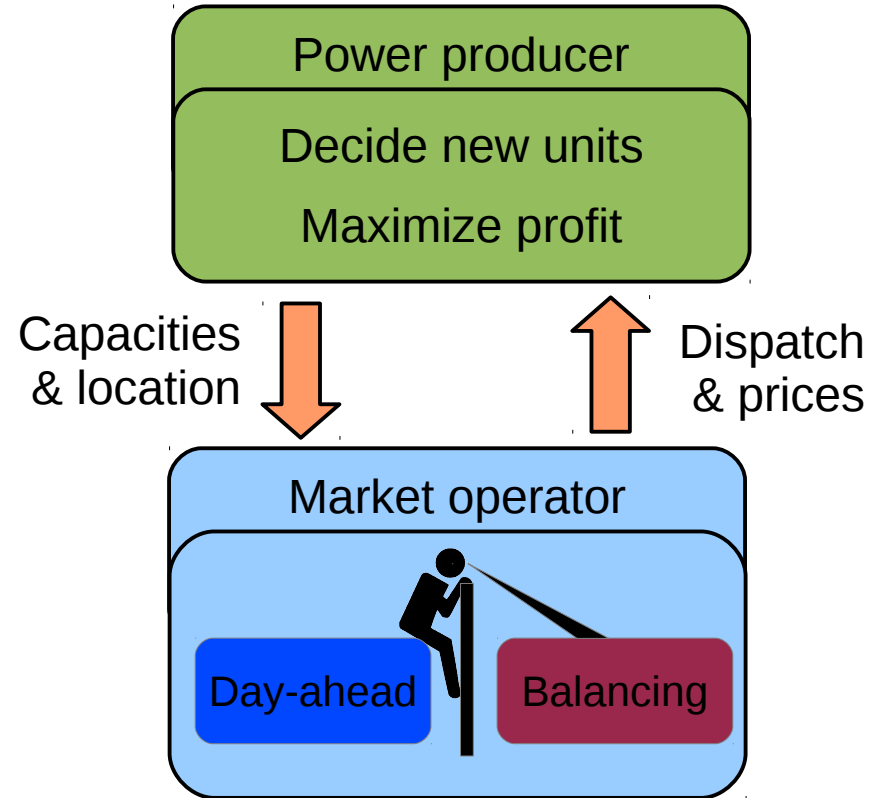 Power producer
Decide new units
Maximize profit
Capacities
& location
Dispatch
& prices
Market operator
Day-ahead
Balancing